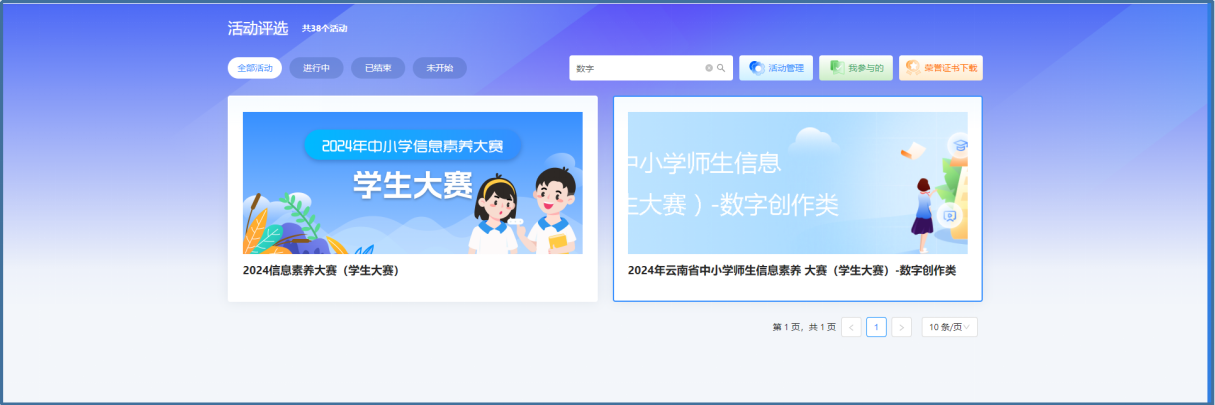 活动评选 共38个活动
全部活动 进行中 已结束 未开始 数字 活动管理 我参与的 荣誉证书下载
2024年中小学信息素养大赛
学生大赛
中小学师生信息
生大赛）-数字创作类
2024信息素养大赛（学生大赛）
2024年云南省中小学师生信息素养 大赛（学生大赛）-数字创作类
第 1 页，共 1 页 < 1 > 10 条/页